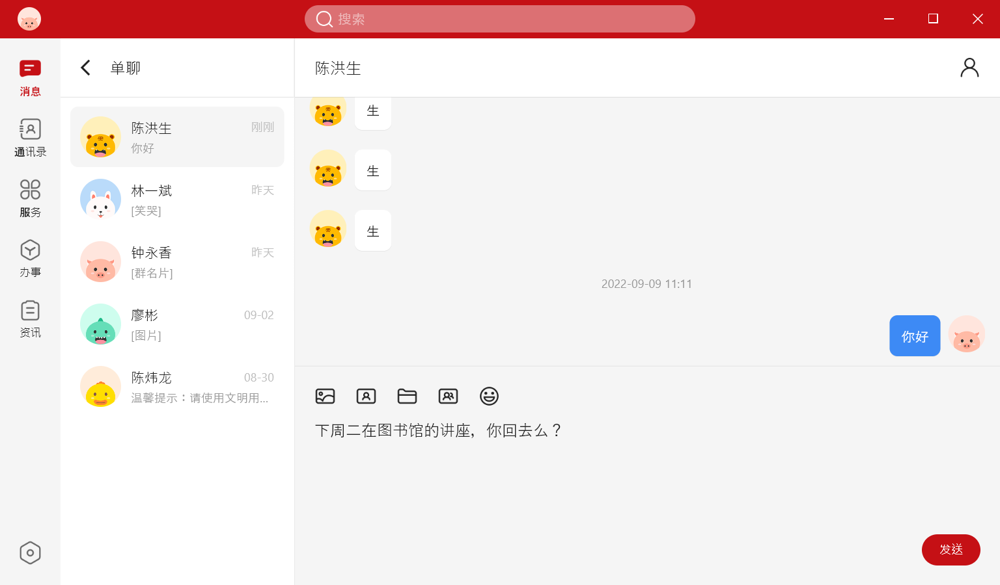 搜索
消息
通讯录
服务
办事
资讯
单聊
陈洪生
刚刚
你好
林一斌
昨天
[笑哭]
钟永香
昨天
[群名片]
廖彬
09-02
[图片]
陈炜龙
08-30
温馨提示：请使用文明用...
陈洪生
生
生
生
2022-09-09 11:11
你好
下周二在图书馆的讲座，你回去么？
发送